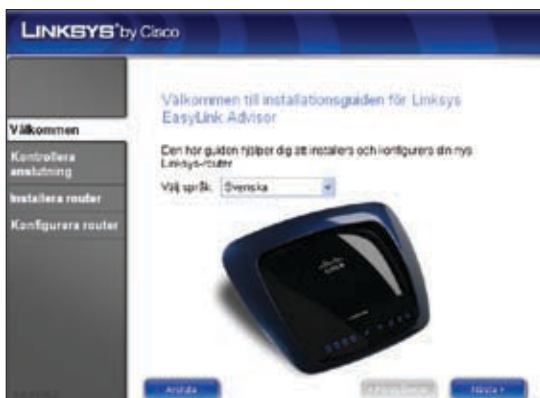 LINKSYS® by Cisco
Välkommen till installationsguiden för Linksys
EasyLink Advisor
Den här guiden hjälper dig att installera och konfigurera din nya
Linksys-router
Välj språk: Svenska
Välkommen
Kontrollera
anslutning
Installera router
Konfigurera router
CISCO
Avsluta
Nästa >